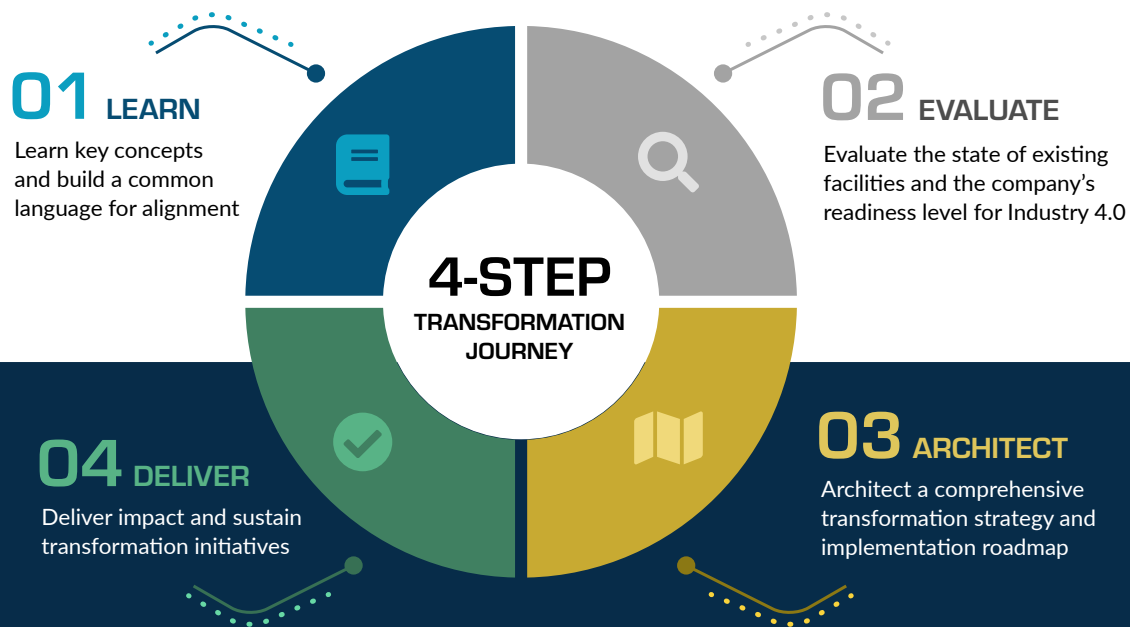 01 LEARN
Learn key concepts
and build a common
language for alignment
02 EVALUATE
Evaluate the state of existing
facilities and the company's
readiness level for Industry 4.0
4-STEP
TRANSFORMATION
JOURNEY
03 ARCHITECT
Architect a comprehensive
transformation strategy and
implementation roadmap
04 DELIVER
Deliver impact and sustain
transformation initiatives